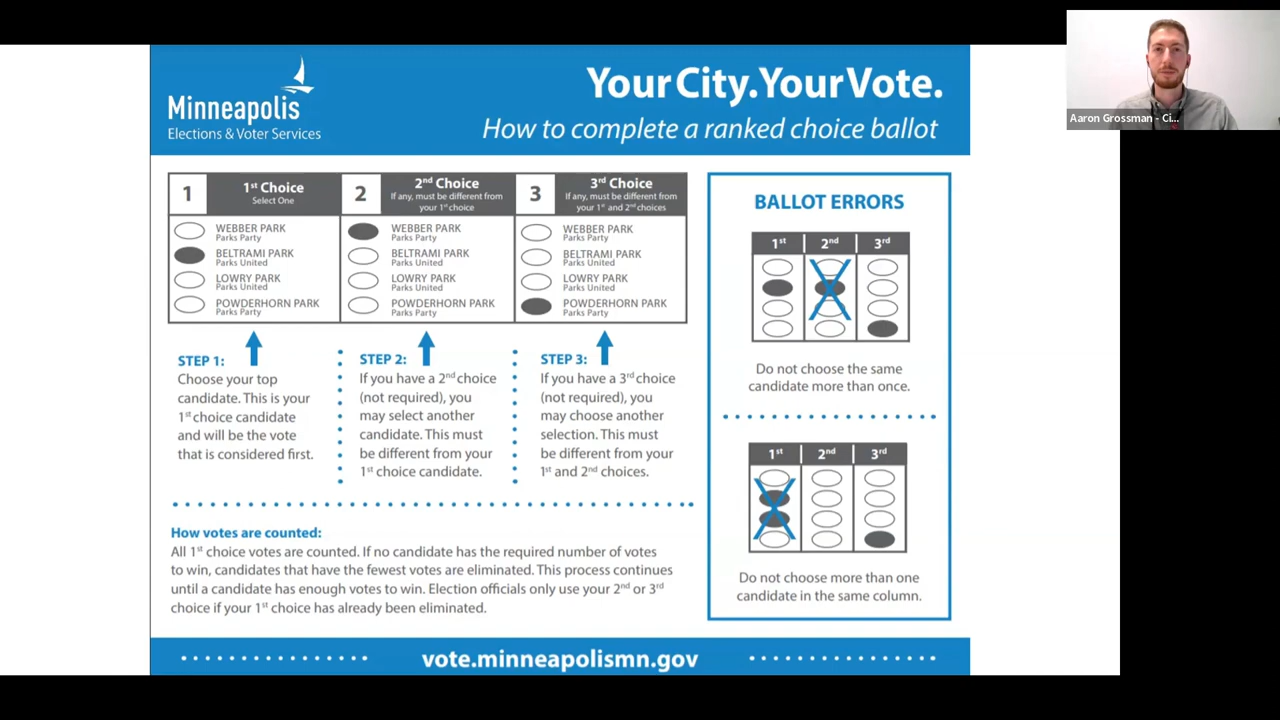 Minneapolis
Elections & Voter Services
Your City. Your Vote.
How to complete a ranked choice ballot
Aaron Grossman - Ci...
1
1st Choice
Select One
2
2nd Choice
If any, must be different from
your 1st choice
3
3rd Choice
If any, must be different from
your 1st and 2nd choices
WEBBER PARK
Parks Party
BELTRAMI PARK
Parks United
LOWRY PARK
Parks United
POWDERHORN PARK
Parks Party
WEBBER PARK
Parks Party
BELTRAMI PARK
Parks United
LOWRY PARK
Parks United
POWDERHORN PARK
Parks Party
WEBBER PARK
Parks Party
BELTRAMI PARK
Parks United
LOWRY PARK
Parks United
POWDERHORN PARK
Parks Party
STEP 1:
Choose your top
candidate. This is your
1st choice candidate
and will be the vote
that is considered first.
STEP 2:
If you have a 2nd choice
(not required), you
may select another
candidate. This must
be different from your
1st choice candidate.
STEP 3:
If you have a 3rd choice
(not required), you
may choose another
selection. This must
be different from your
1st and 2nd choices.
How votes are counted:
All 1st choice votes are counted. If no candidate has the required number of votes
to win, candidates that have the fewest votes are eliminated. This process continues
until a candidate has enough votes to win. Election officials only use your 2nd or 3rd
choice if your 1st choice has already been eliminated.
BALLOT ERRORS
1st 2nd 3rd
Do not choose the same
candidate more than once.
1st 2nd 3rd
Do not choose more than one
candidate in the same column.
vote.minneapolismn.gov